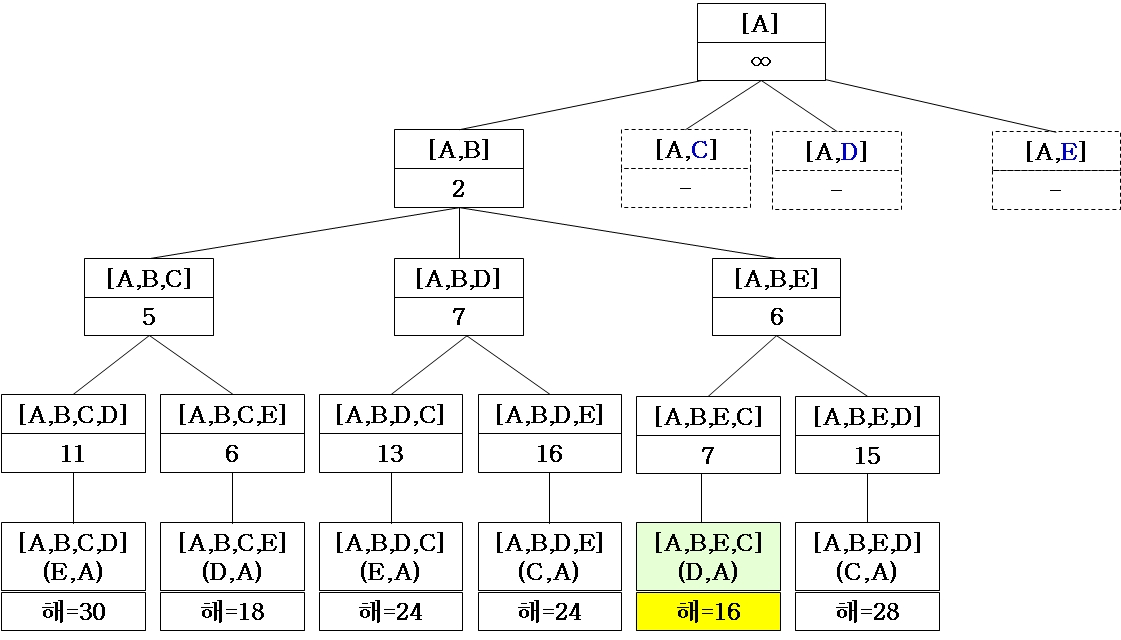 [A]
∞
[A,B]
2
[A,C]
–
[A,D]
–
[A,E]
–
[A,B,C]
5
[A,B,D]
7
[A,B,E]
6
[A,B,C,D]
11
[A,B,C,E]
6
[A,B,D,C]
13
[A,B,D,E]
16
[A,B,E,C]
7
[A,B,E,D]
15
[A,B,C,D]
(E,A)
해=30
[A,B,C,E]
(D,A)
해=18
[A,B,D,C]
(E,A)
해=24
[A,B,D,E]
(C,A)
해=24
[A,B,E,C]
(D,A)
해=16
[A,B,E,D]
(C,A)
해=28